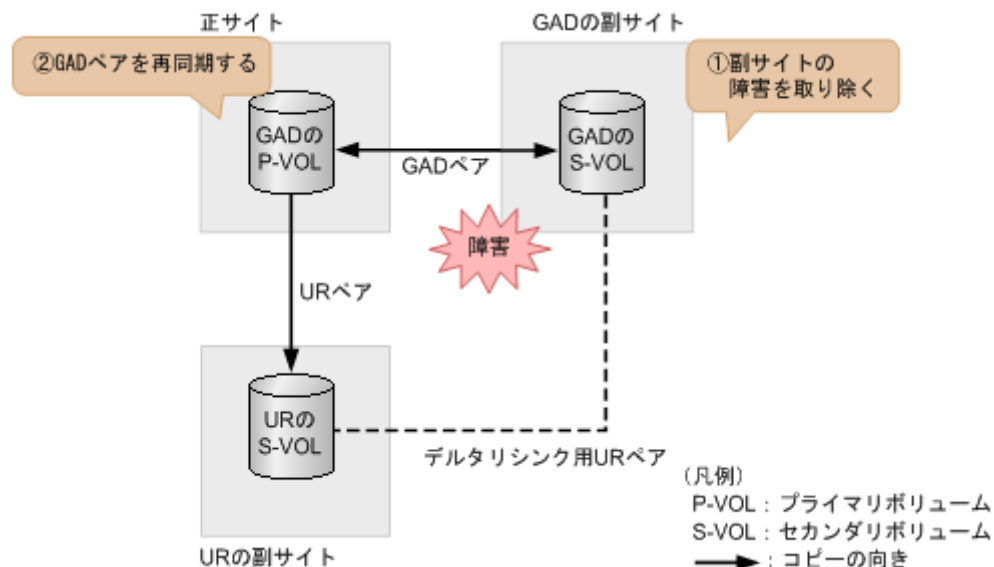 正サイト
GADの副サイト
②GADペアを再同期する
①副サイトの
障害を取り除く
GADの
P-VOL
GADペア
GADの
S-VOL
障害
URペア
URの
S-VOL
デルタリシンク用URペア
URの副サイト
(凡例)
P-VOL：プライマリボリューム
S-VOL：セカンダリボリューム
：コピーの向き